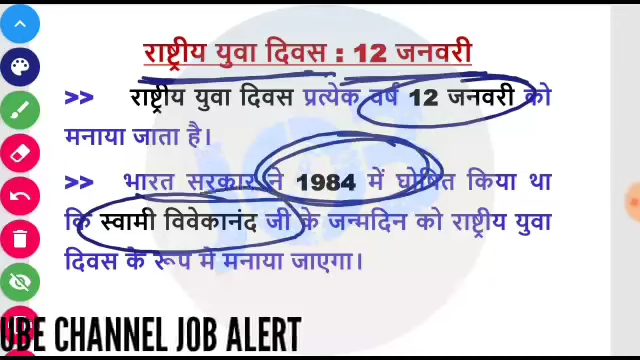 राष्ट्रीय युवा दिवस : 12 जनवरी
>> राष्ट्रीय युवा दिवस प्रत्येक वर्ष 12 जनवरी को
मनाया जाता है।
>> भारत सरकार ने 1984 में घोषित किया था
कि स्वामी विवेकानंद जी के जन्मदिन को राष्ट्रीय युवा
दिवस के रूप में मनाया जाएगा।
UBE CHANNEL JOB ALERT